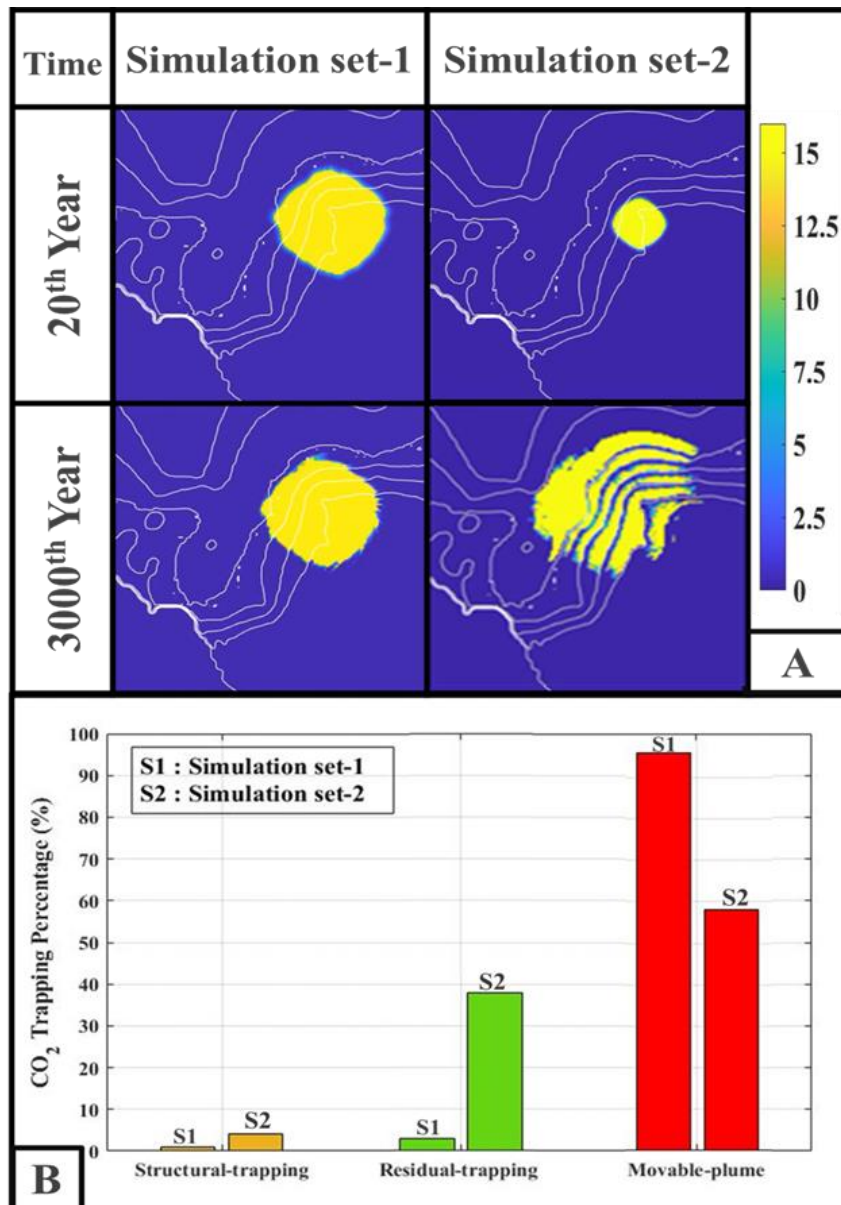 Time
Simulation set-1
Simulation set-2
20th Year
3000th Year
15
12.5
10
7.5
5
2.5
0
A
100
90
80
70
60
50
40
30
20
10
0
CO2 Trapping Percentage (%)
S1 : Simulation set-1
S2 : Simulation set-2
S1
S2
S1
S2
S1
S2
Structural-trapping
Residual-trapping
Movable-plume
B